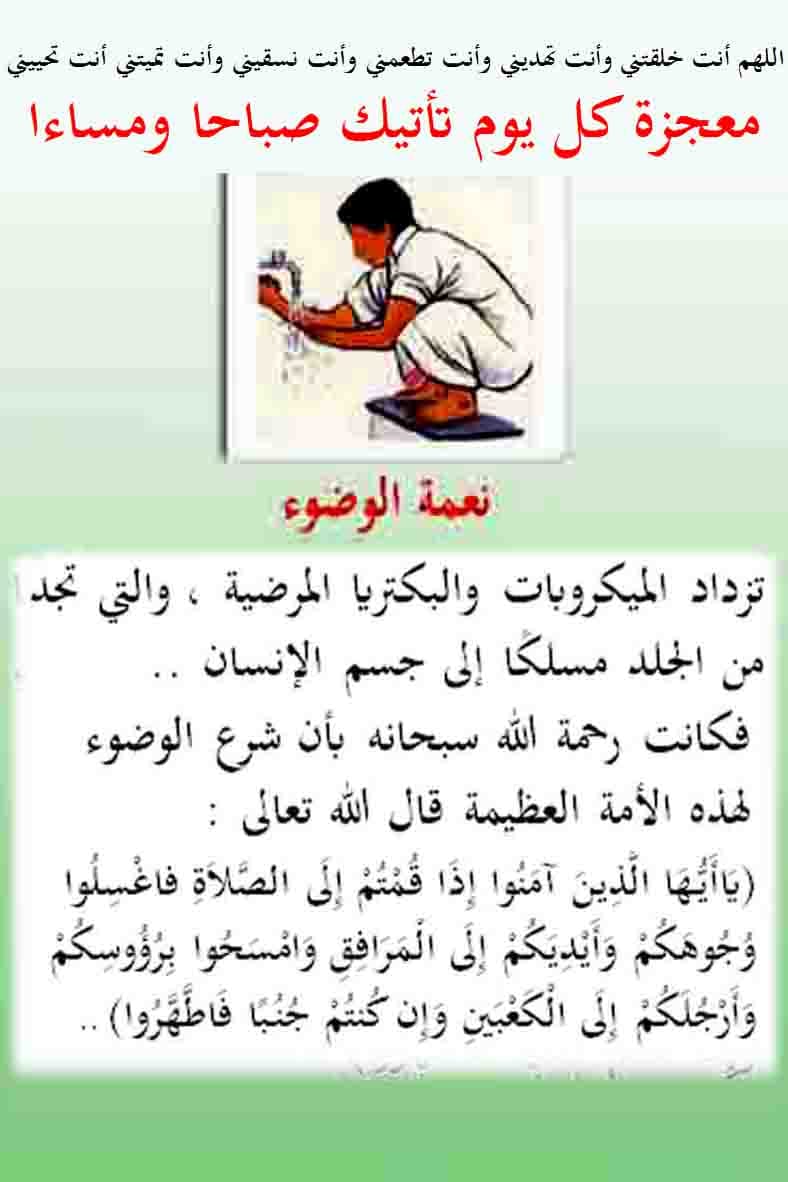 اللهم أنت خلقتني وأنت تهديني وأنت تطعمني وأنت نسقيني وأنت تميتني أنت تحييني
معجزة كل يوم تأتيك صباحا ومساءا
نعمة الوضوء
تزداد الميكروبات والبكتريا المرضية ، والتي تجد
من الجلد مسلكًا إلى جسم الإنسان ..
فكانت رحمة الله سبحانه بأن شرع الوضوء
لهذه الأمة العظيمة قال الله تعالى :
(يَاأَيُّهَا الَّذِينَ آمَنُوا إِذَا قُمْتُمْ إِلَى الصَّلاَةِ فاغْسِلُوا
وُجُوهَكُمْ وَأَيْدِيَكُمْ إِلَى الْمَرَافِقِ وَامْسَحُوا بِرُؤُوسِكُمْ
وَأَرْجُلَكُمْ إِلَى الْكَعْبَينِ وَإِن كُنتُمْ جُنُبًا فَاطَّهَّرُوا) ..